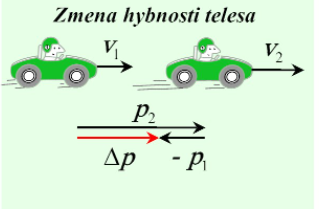 Zmena hybnosti telesa
v₁ v₂
p₂
Δp - p₁